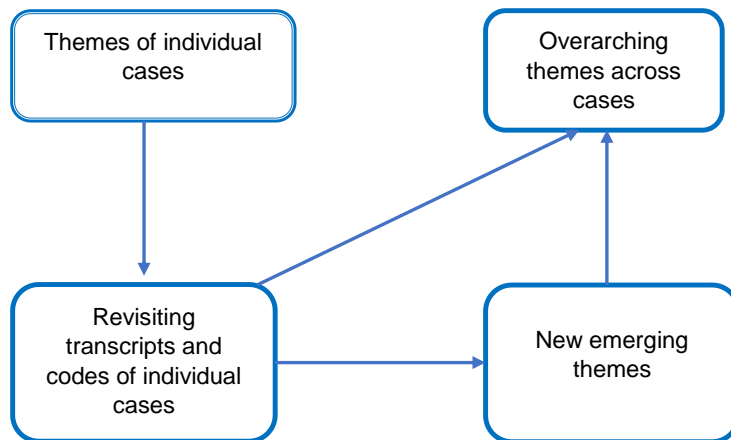 Themes of individual
cases
Overarching
themes across
cases
Revisiting
transcripts and
codes of individual
cases
New emerging
themes